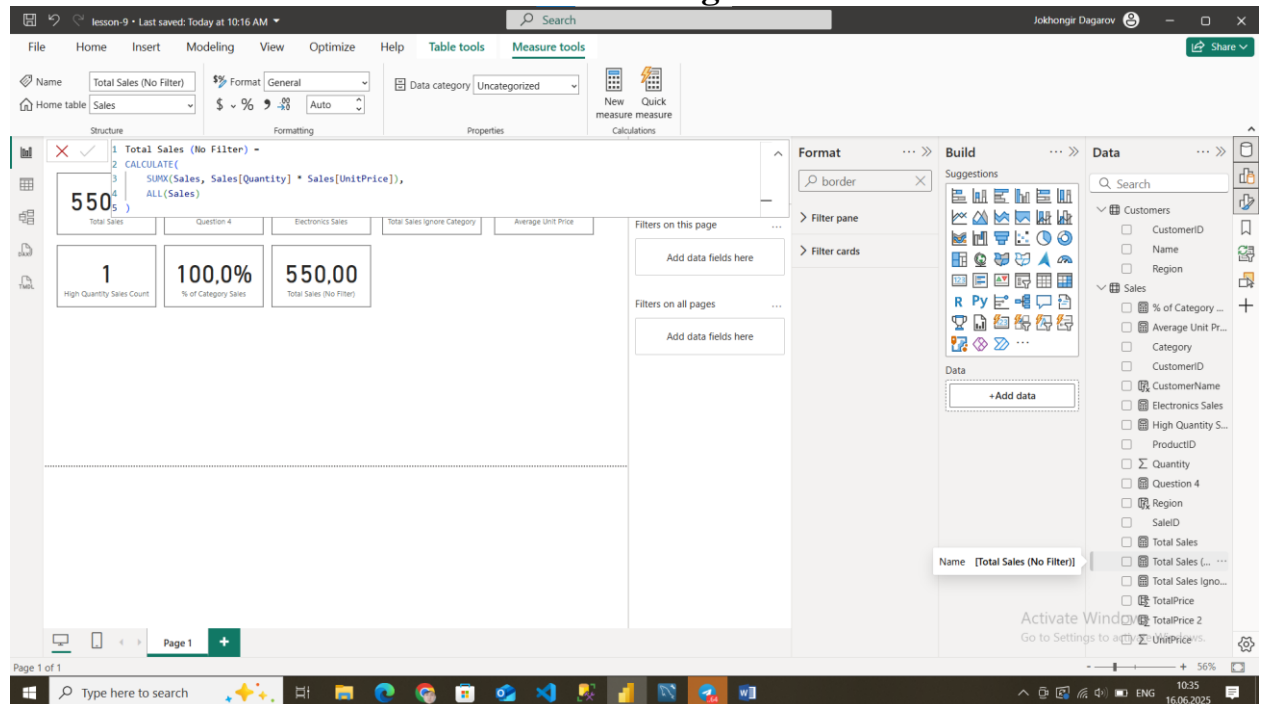 lesson-9 • Last saved: Today at 10:16 AM
Search
Jokhongir Dagarov
File Home Insert Modeling View Optimize Help Table tools Measure tools
Share
Name Total Sales (No Filter)
Format General
Data category Uncategorized
Home table Sales
$ % Auto
New measure
Quick measure
Structure
Formatting
Properties
Calculations
1 Total Sales (No Filter) =
2 CALCULATE(
3 SUMX(Sales, Sales[Quantity] * Sales[UnitPrice]),
4 ALL(Sales)
5 )
550
Total Sales
Question 4
Electronics Sales
Total Sales Ignore Category
Average Unit Price
1
High Quantity Sales Count
100,0%
% of Category Sales
550,00
Total Sales (No Filter)
Filters on this page
Add data fields here
Filters on all pages
Add data fields here
Format
border
Filter pane
Filter cards
Build
Suggestions
R Py
Data
+Add data
Data
Search
Customers
CustomerID
Name
Region
Sales
% of Category ...
Average Unit Pr...
Category
CustomerID
CustomerName
Electronics Sales
High Quantity S...
ProductID
Quantity
Question 4
Region
SaleID
Total Sales
Total Sales (...
Total Sales Igno...
TotalPrice
TotalPrice 2
UnitPrice
Name [Total Sales (No Filter)]
Activate Windows
Go to Settings to activate Windows.
Page 1
Page 1 of 1
56%
Type here to search
ENG
10:35
16.06.2025